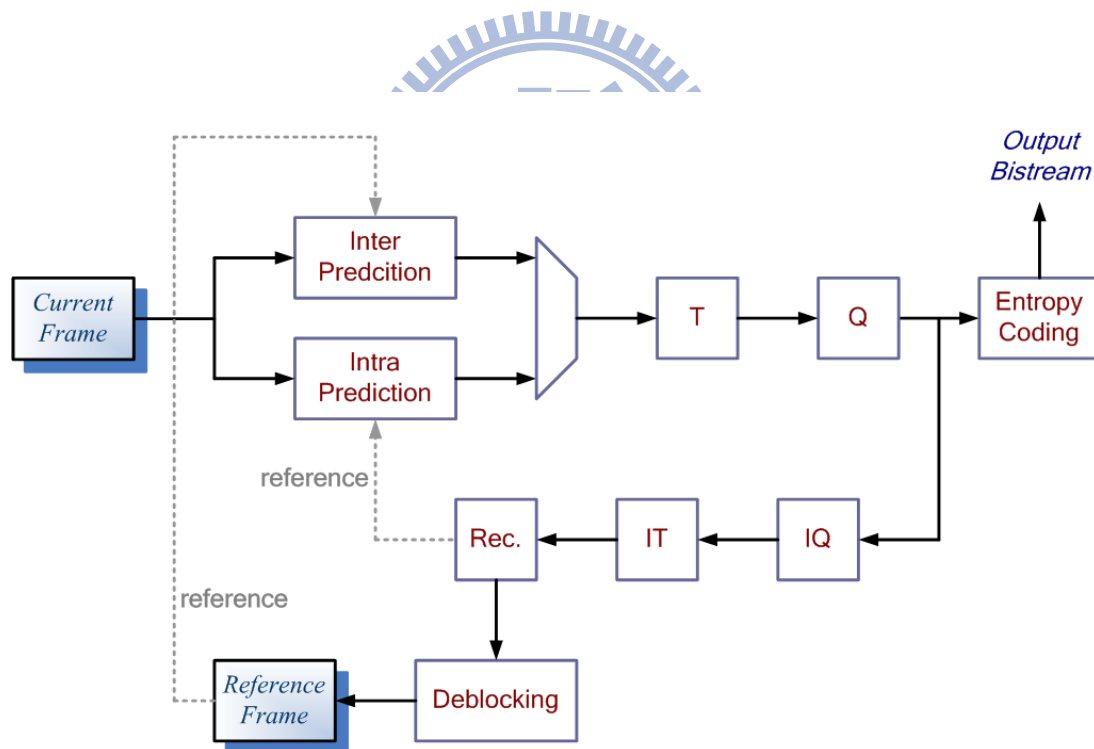 Output
Bistream
Inter
Predcition
Current
Frame
T
Q
Entropy
Coding
Intra
Prediction
reference
Rec.
IT
IQ
reference
Reference
Frame
Deblocking